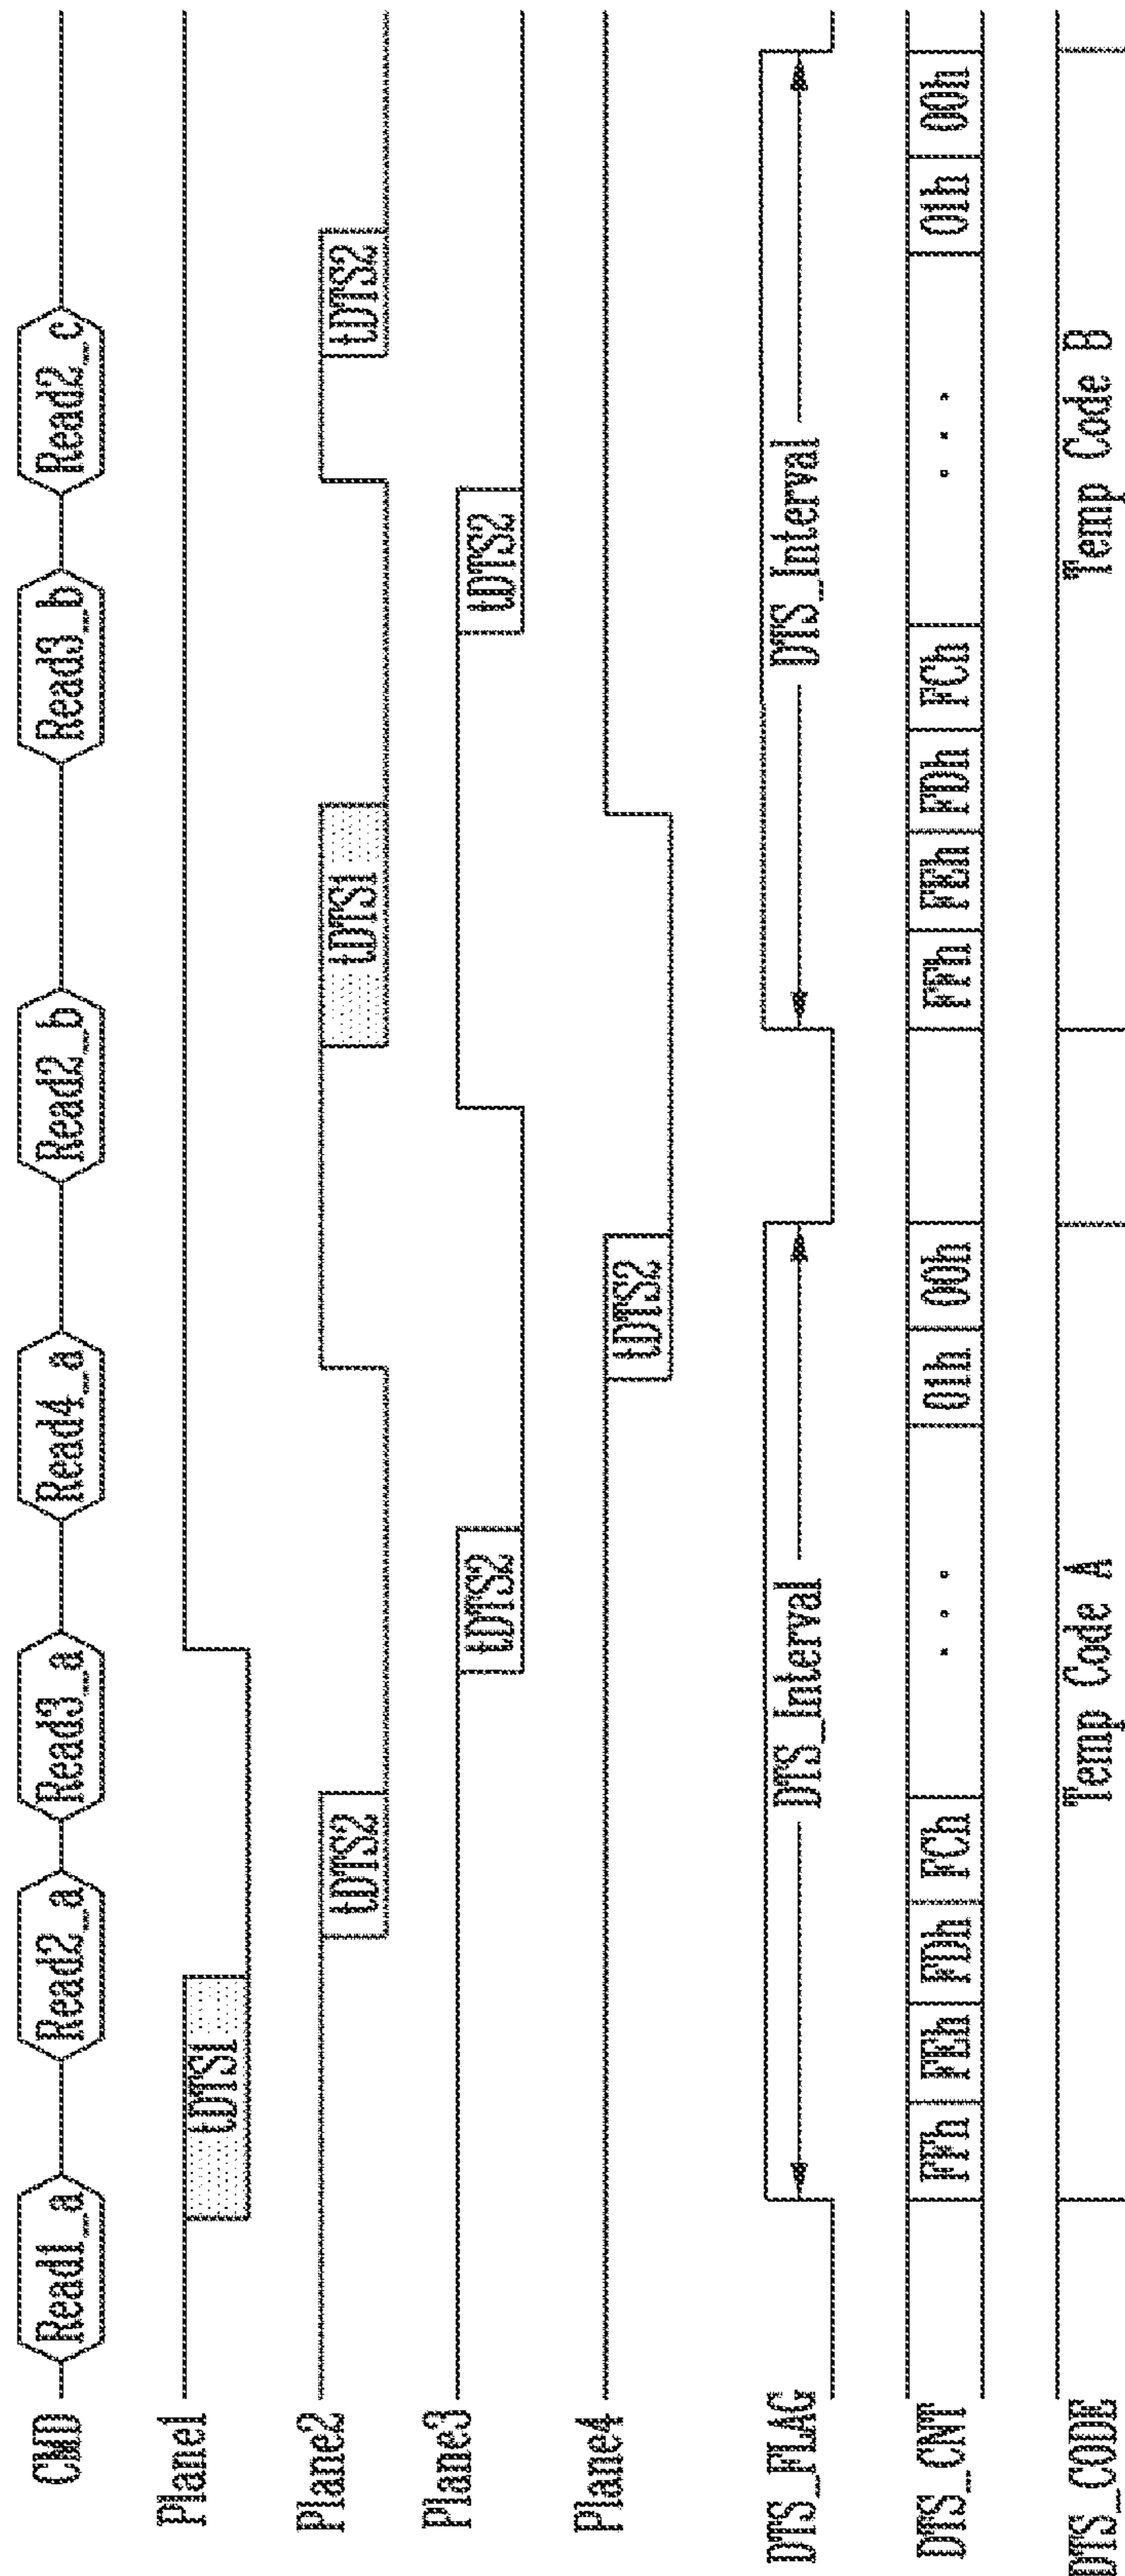 CMD Read1_a Read2_a Read3_a Read4_a Read2_b Read3_b Read2_c
Plane1 tDTS1
Plane2 tDTS2 tDTS1 tDTS2
Plane3 tDTS2 tDTS2
Plane4 tDTS2
DTS_FLAG DTS_Interval DTS_Interval
DTS_CNT FFh FEh FDh FCh ... 01h 00h FFh FEh FDh FCh ... 01h 00h
DTS_CODE Temp Code A Temp Code B